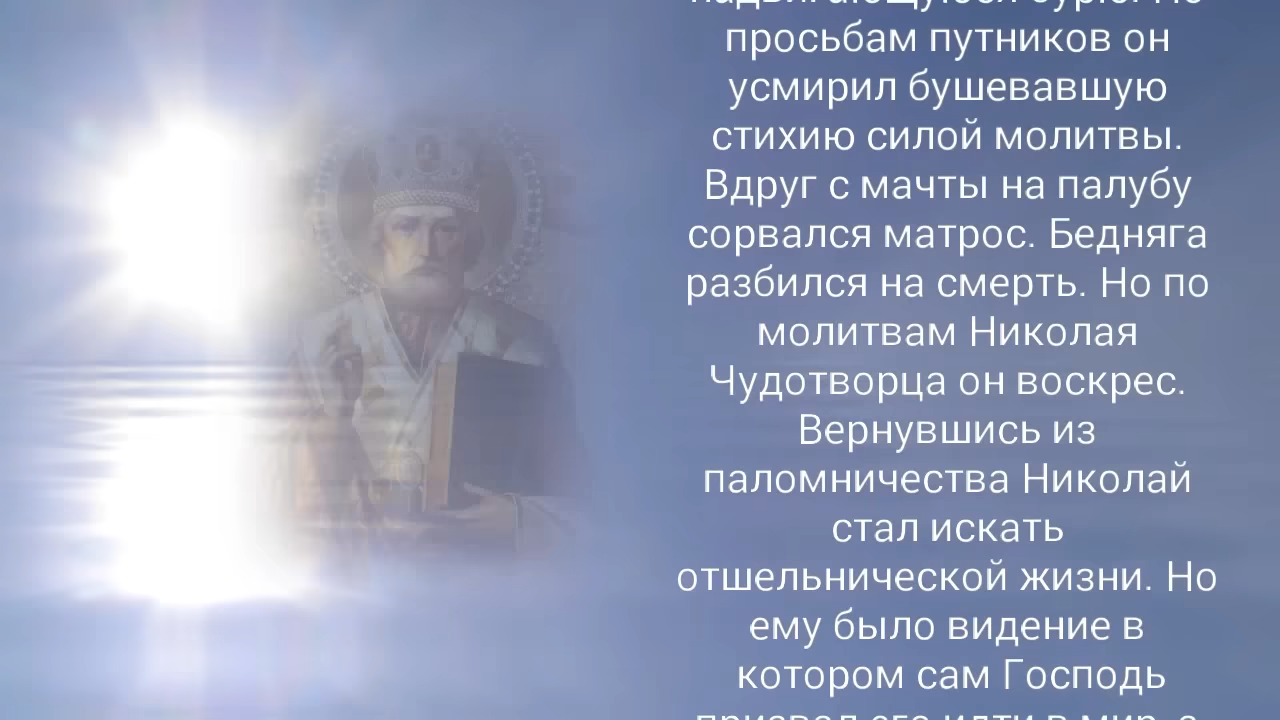 просьбам путников он
усмирил бушевавшую
стихию силой молитвы.
Вдруг с мачты на палубу
сорвался матрос. Бедняга
разбился на смерть. Но по
молитвам Николая
Чудотворца он воскрес.
Вернувшись из
паломничества Николай
стал искать
отшельнической жизни. Но
ему было видение в
котором сам Господь